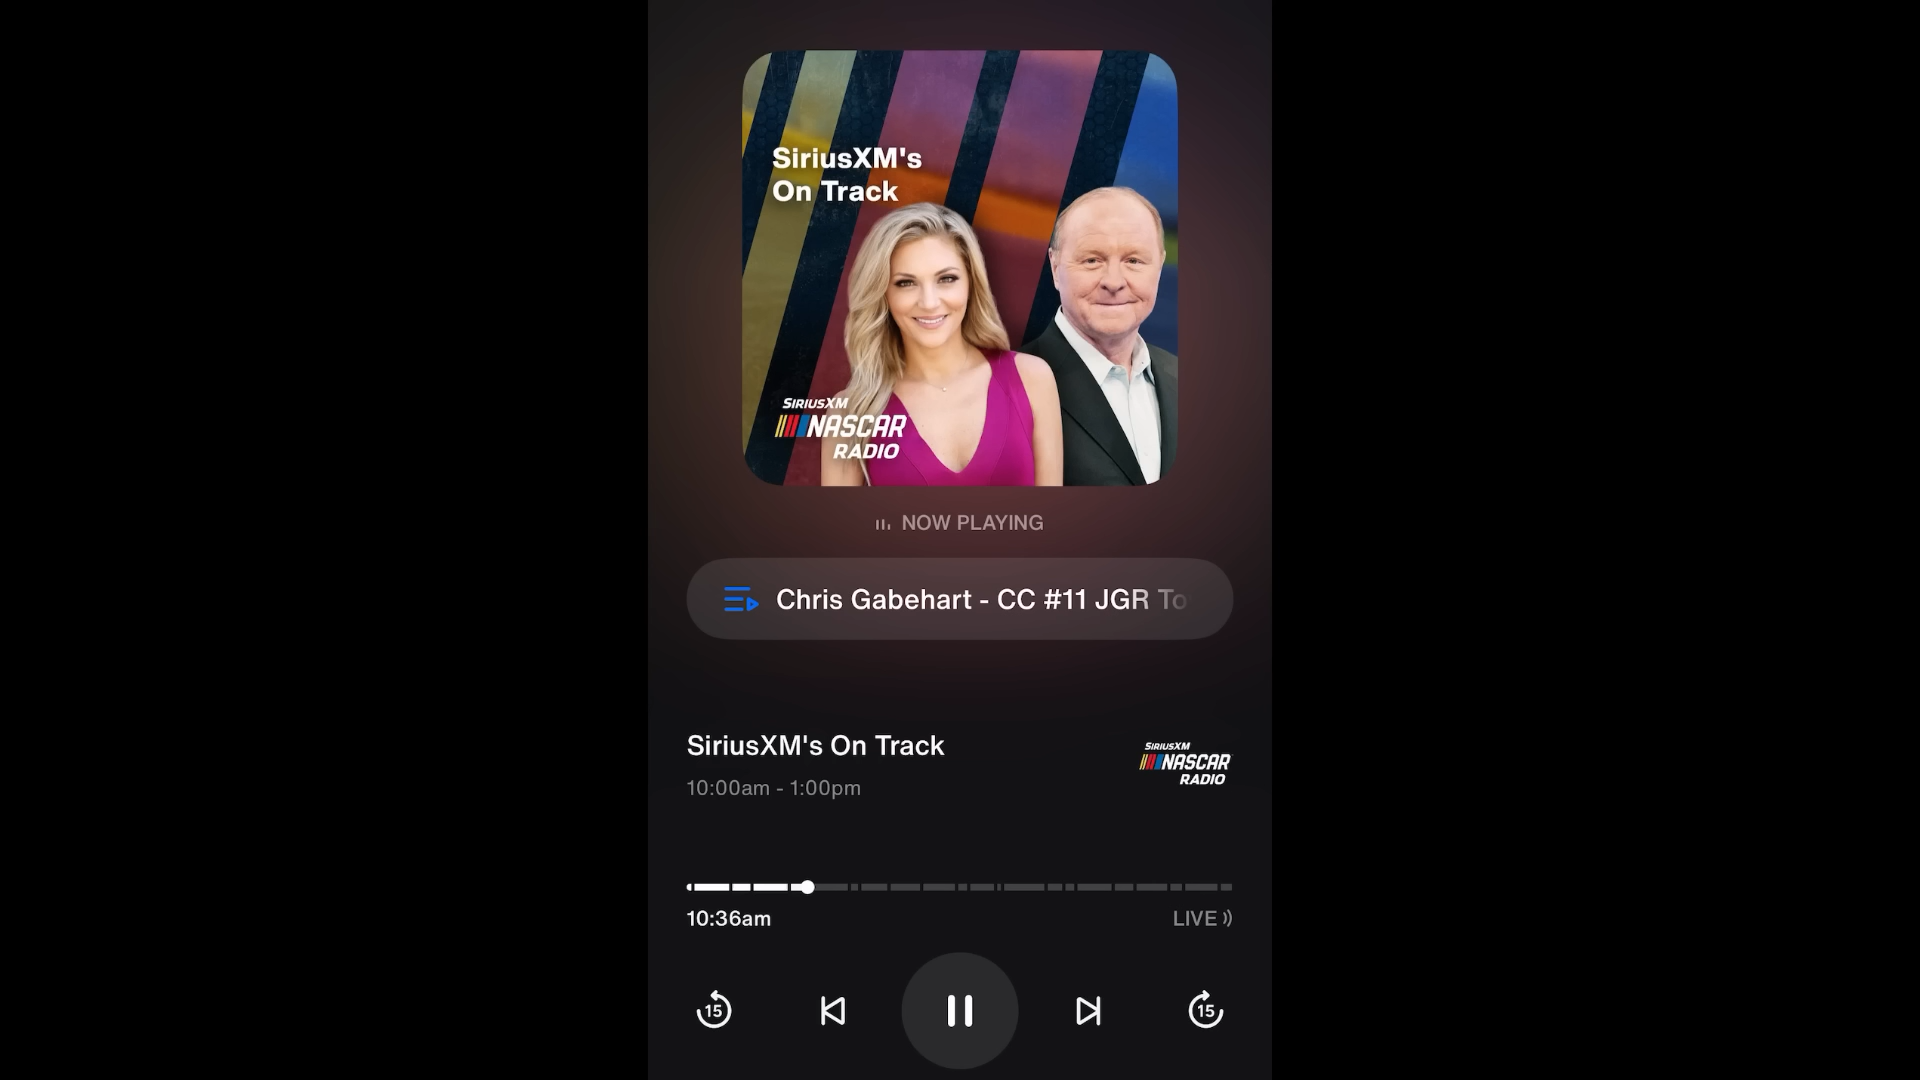 SiriusXM's
On Track
SIRIUSXM
NASCAR
RADIO
NOW PLAYING
Chris Gabehart - CC #11 JGR To
SiriusXM's On Track
10:00am - 1:00pm
SIRIUSXM
NASCAR
RADIO
10:36am
LIVE
15
15